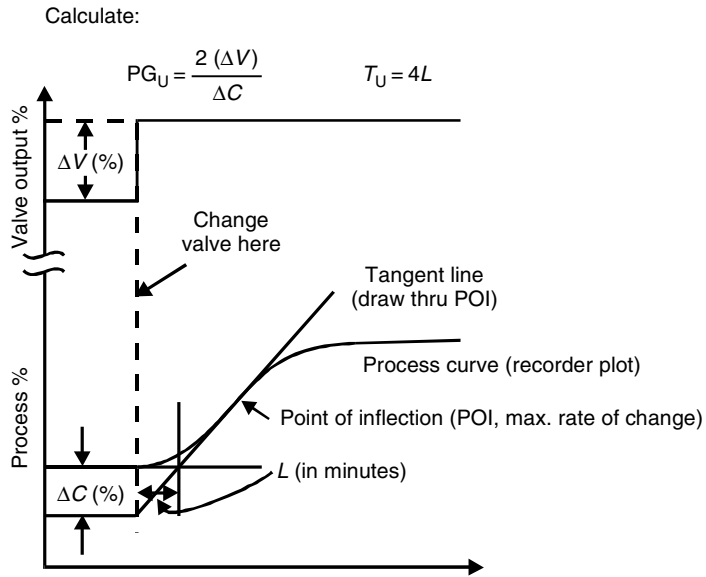 Calculate:
PG_U = 2 (ΔV) / ΔC
T_U = 4L
Valve output %
ΔV (%)
Change
valve here
Tangent line
(draw thru POI)
Process curve (recorder plot)
Process %
Point of inflection (POI, max. rate of change)
L (in minutes)
ΔC (%)